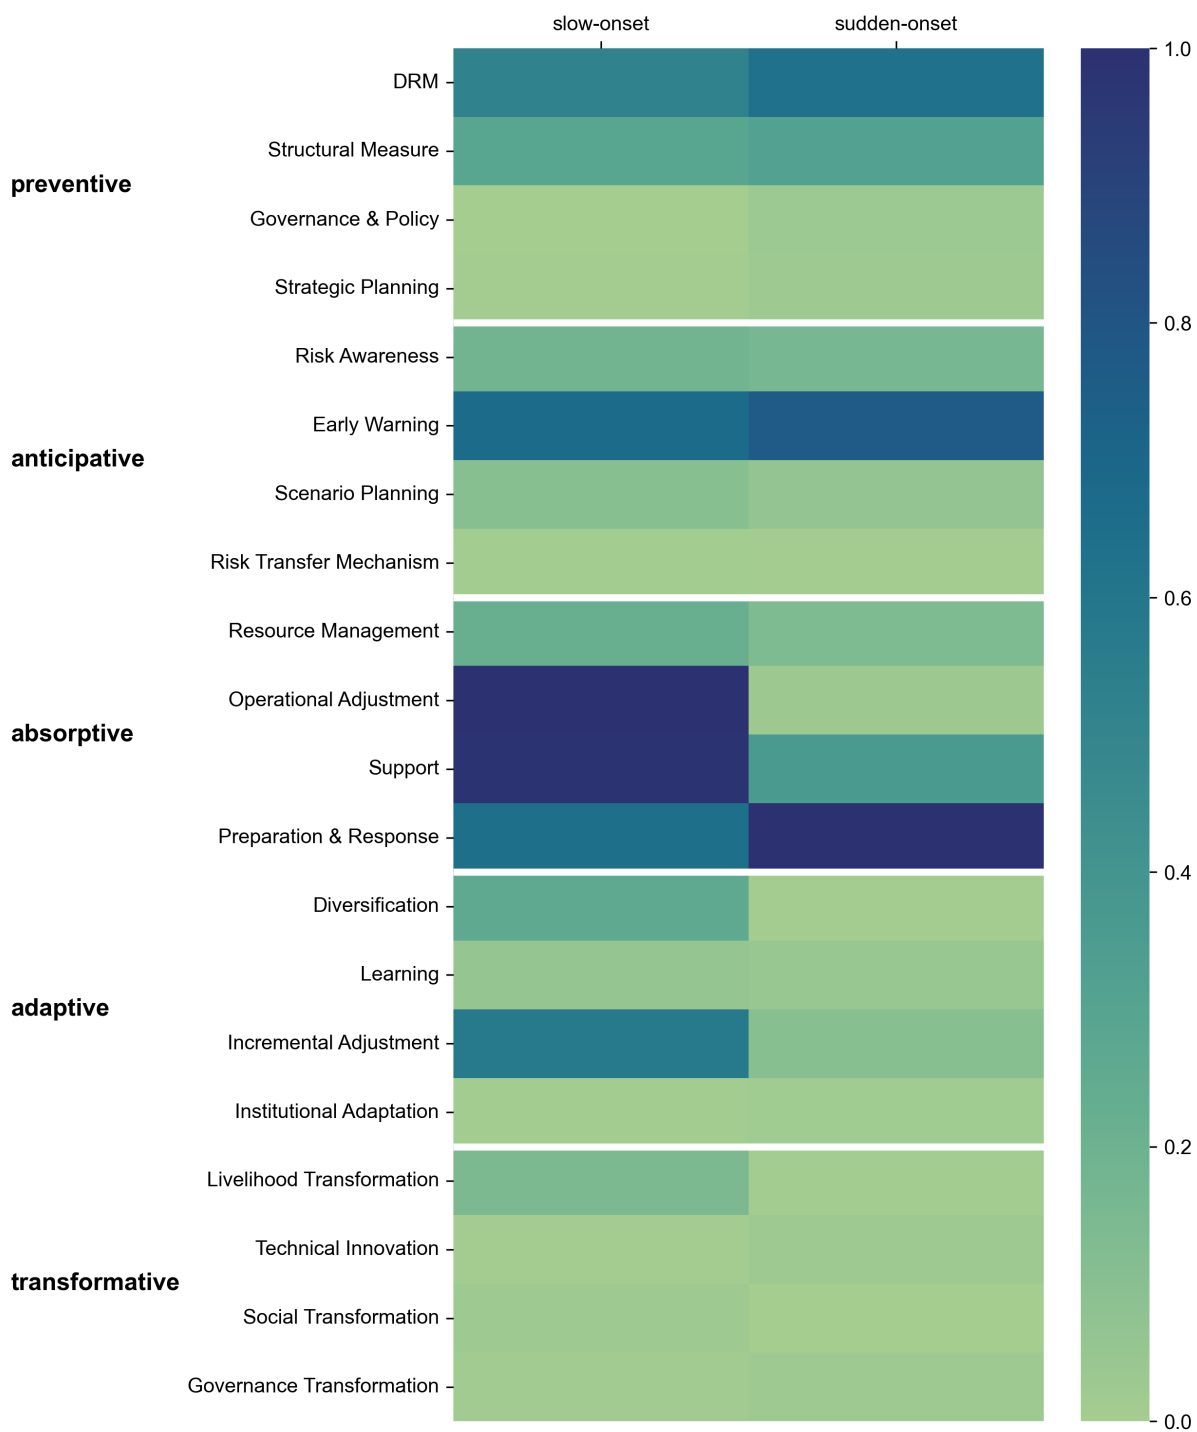 slow-onset sudden-onset
preventive
DRM
Structural Measure
Governance & Policy
Strategic Planning
anticipative
Risk Awareness
Early Warning
Scenario Planning
Risk Transfer Mechanism
absorptive
Resource Management
Operational Adjustment
Support
Preparation & Response
adaptive
Diversification
Learning
Incremental Adjustment
Institutional Adaptation
transformative
Livelihood Transformation
Technical Innovation
Social Transformation
Governance Transformation
1.0
0.8
0.6
0.4
0.2
0.0